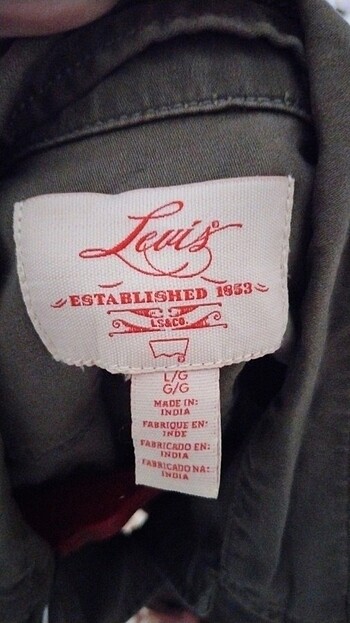 Levi's®
ESTABLISHED 1853
LS&CO.
L/G
G/G
MADE IN:
INDIA
FABRIQUE EN:
INDE
FABRICADO EN:
INDIA
FABRICADO NA:
INDIA